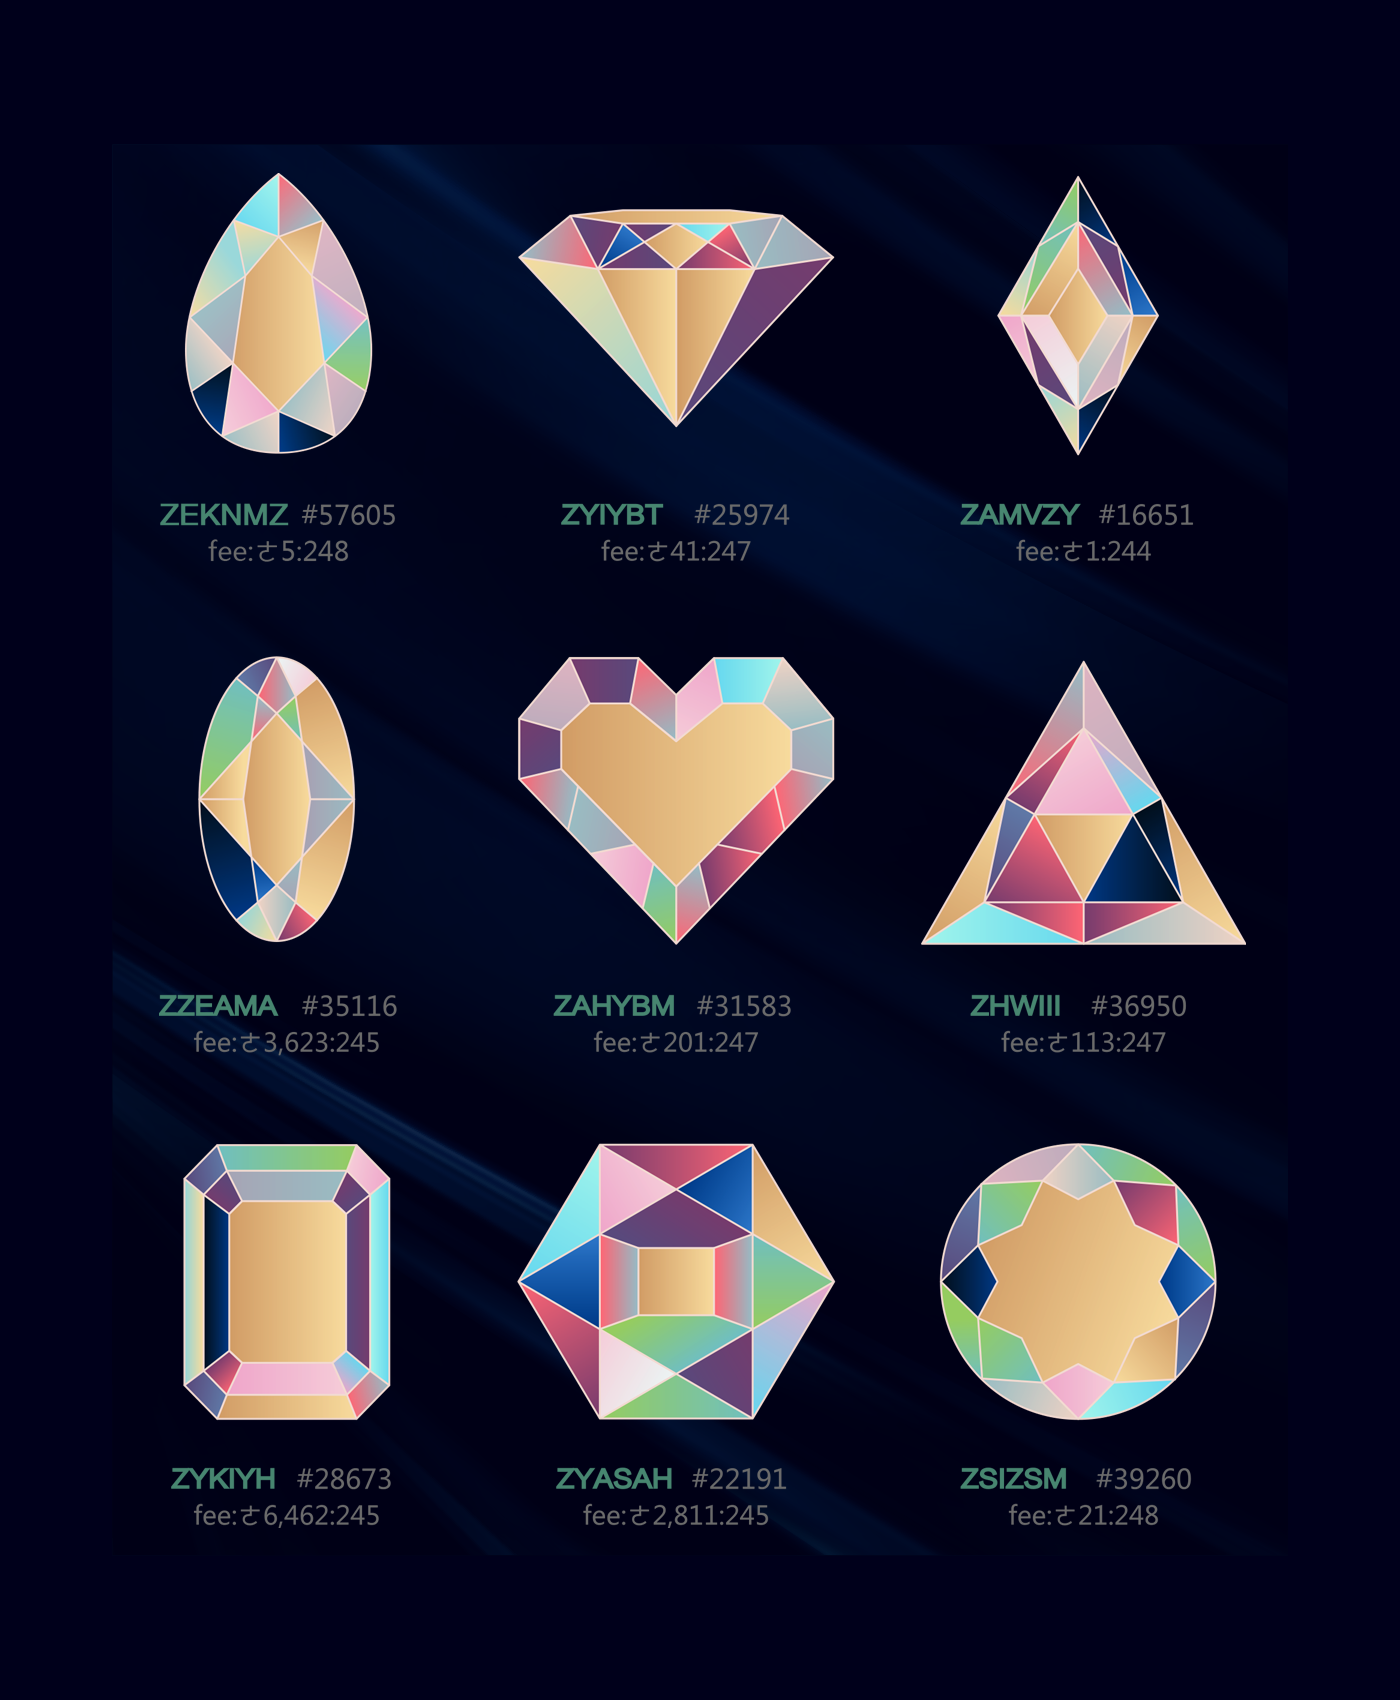 ZEKNMZ #57605
fee:さ5:248
ZYIYBT #25974
fee:さ41:247
ZAMVZY #16651
fee:さ1:244
ZZEAMA #35116
fee:さ3,623:245
ZAHYBM #31583
fee:さ201:247
ZHWIII #36950
fee:さ113:247
ZYKIYH #28673
fee:さ6,462:245
ZYASAH #22191
fee:さ2,811:245
ZSIZSM #39260
fee:さ21:248